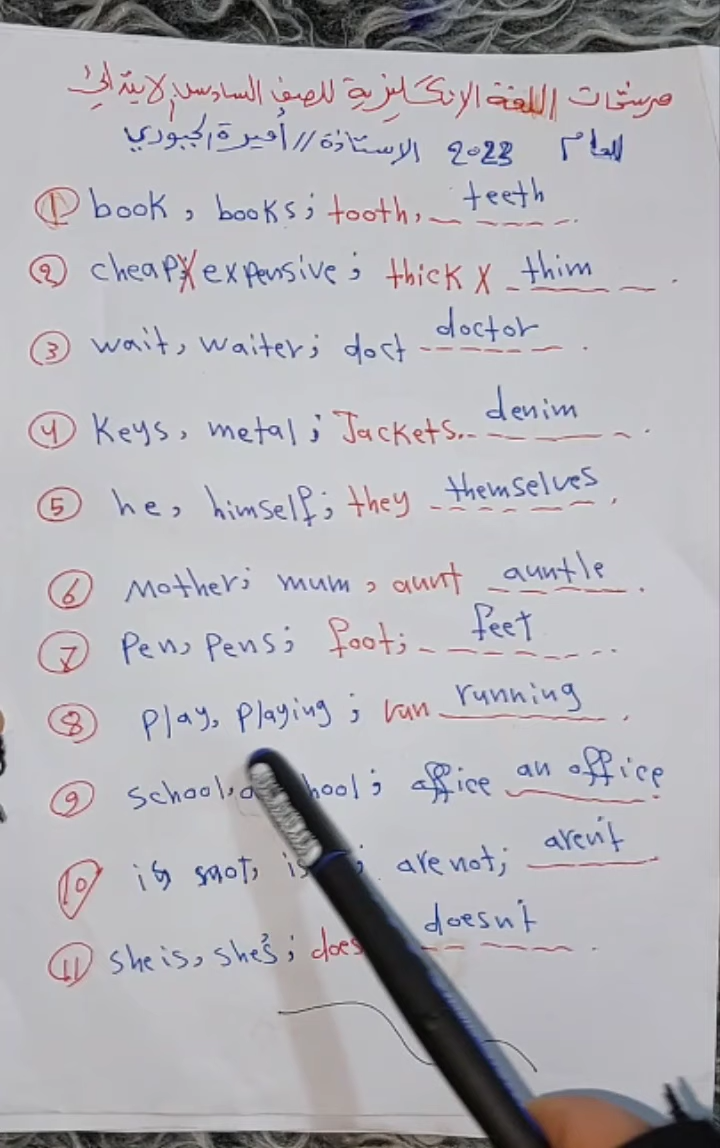 مرشحات اللغة الإنكليزية للصف السادس الابتدائي
العام 2023 الاستاذة // أميرة الجبوري
① book, books; tooth, teeth
② cheap X expensive; thick X thim
③ wait, waiter; doct doctor
④ Keys, metal; Jackets.. denim
⑤ he, himself; they themselves
⑥ Mother; mum, aunt auntle
⑦ Pen, Pens; foot; feet
⑧ Play, Playing; run running
⑨ School, office an office
⑩ is not, are not; aren't
⑪ she is, she's; does doesn't